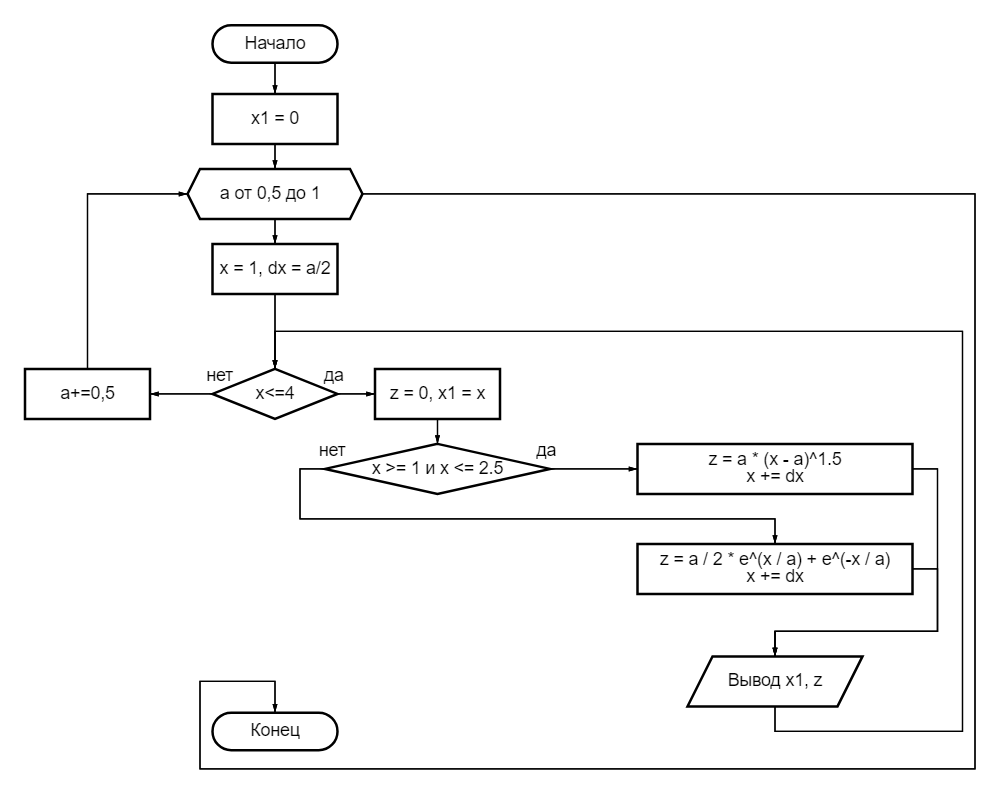 Начало
x1 = 0
a от 0,5 до 1
x = 1, dx = a/2
нет
да
a+=0,5
x<=4
z = 0, x1 = x
нет
да
x >= 1 и x <= 2.5
z = a * (x - a)^1.5
x += dx
z = a / 2 * e^(x / a) + e^(-x / a)
x += dx
Вывод x1, z
Конец